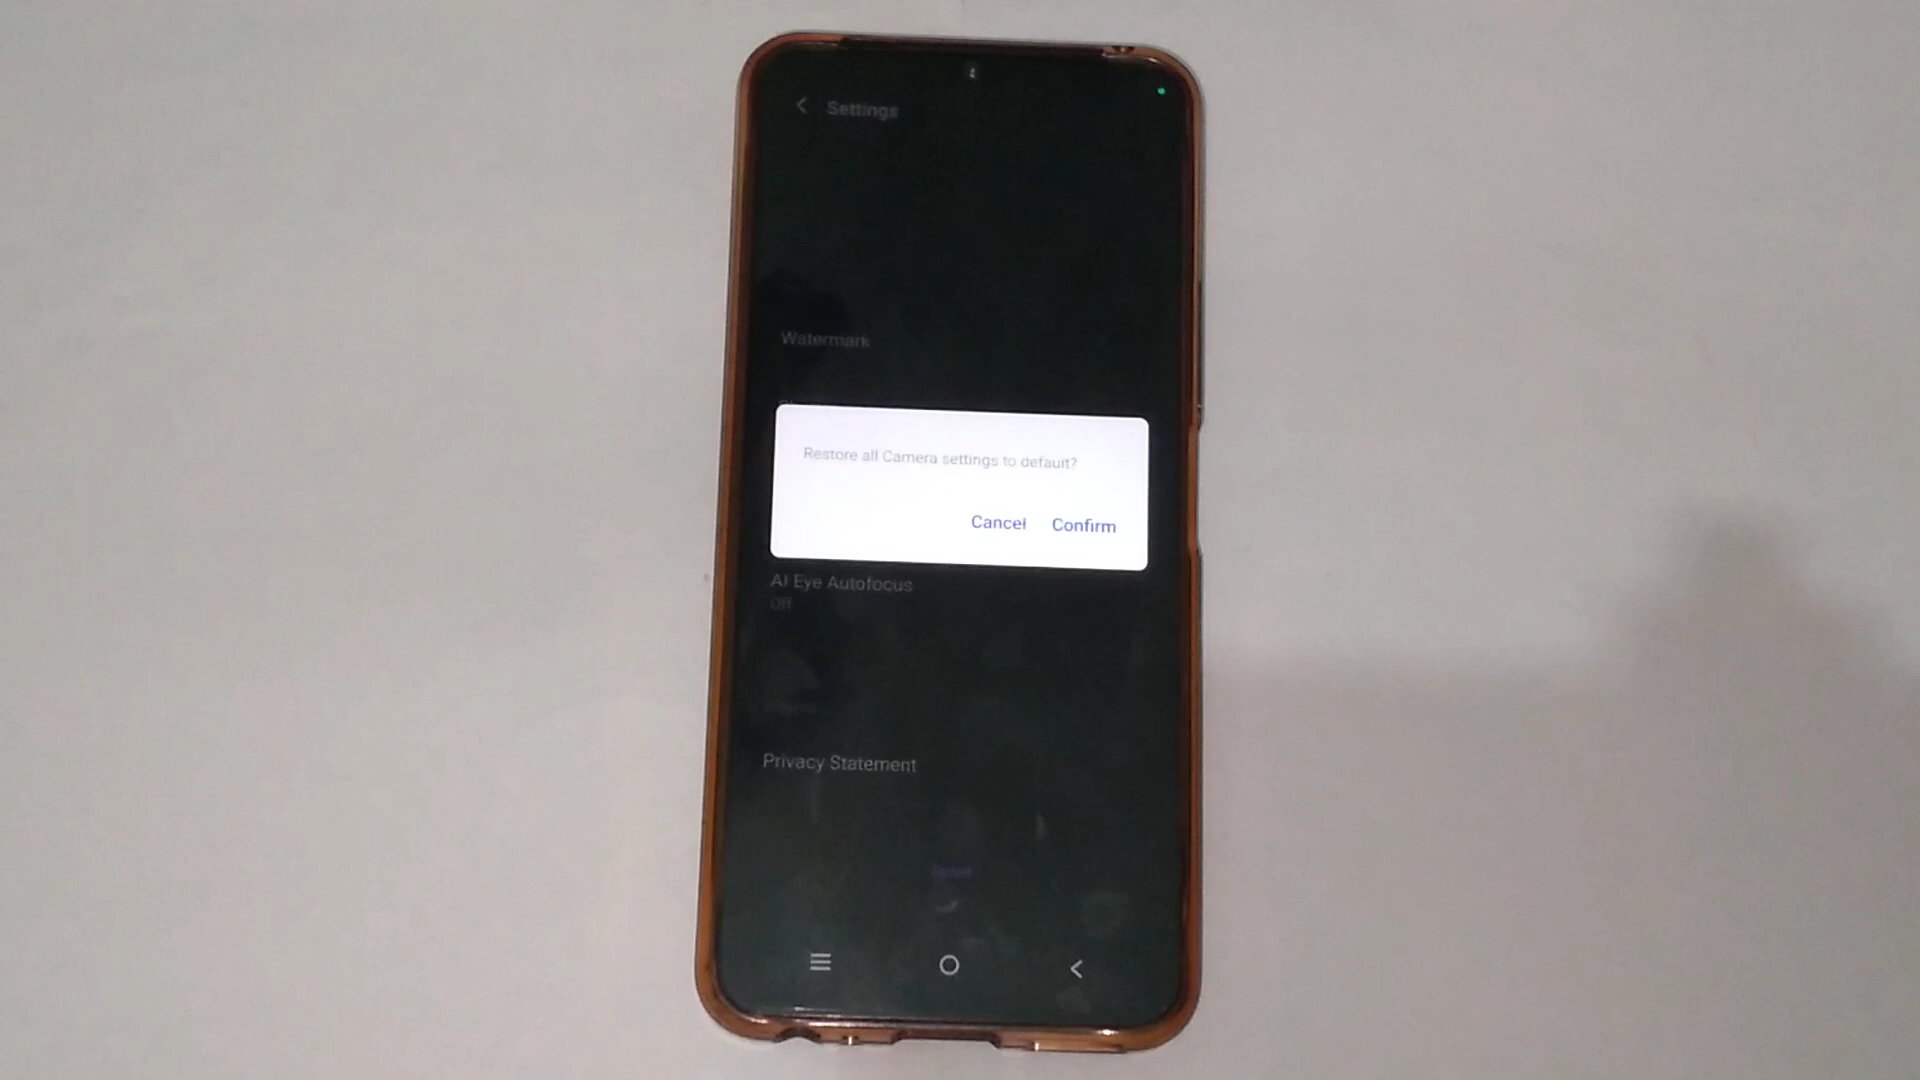 Settings
Watermark
Restore all Camera settings to default?
Cancel Confirm
AI Eye Autofocus
Off
Privacy Statement
Reset